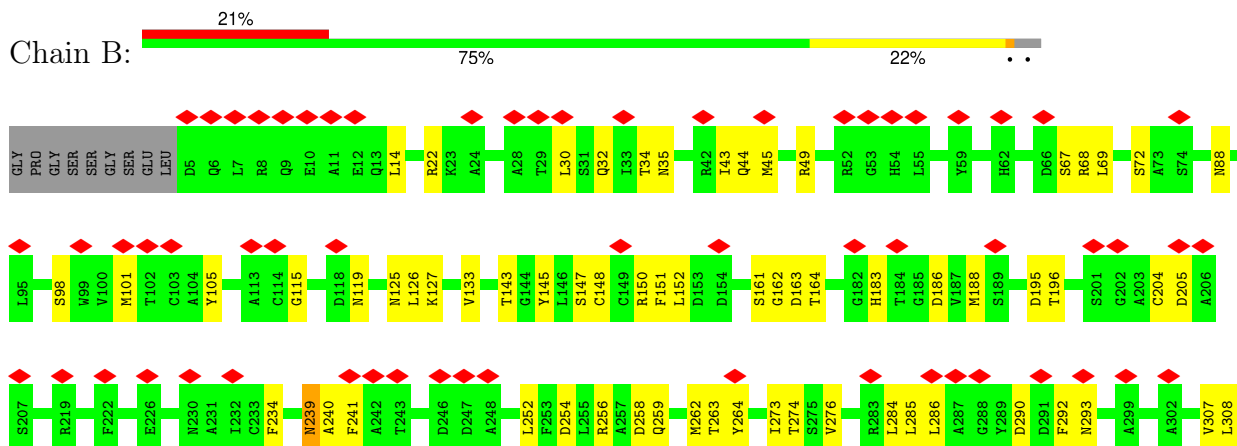 21%
Chain B:
75% 22% • •
GLY PRO GLY SER SER GLY SER GLU LEU D5 Q6 L7 R8 Q9 E10 A11 E12 Q13 L14 R22 K23 A24 A28 T29 L30 S31 Q32 I33 T34 N35 R42 I43 Q44 M45 R49 R52 G53 H54 L55 Y59 H62 D66 S67 R68 L69 S72 A73 S74 N88
L95 S98 W99 V100 M101 T102 C103 A104 Y105 A113 C114 G115 D118 N119 N125 L126 K127 V133 T143 G144 Y145 L146 S147 C148 C149 R150 F151 L152 D153 D154 S161 G162 D163 T164 G182 H183 T184 G185 D186 V187 M188 S189 D195 T196 S201 G202 A203 C204 D205 A206
S207 R219 F222 E226 N230 A231 I232 C233 F234 N239 A240 F241 A242 T243 D246 D247 A248 L252 F253 D254 L255 R256 A257 D258 Q259 M262 T263 Y264 I273 T274 S275 V276 R283 L284 L285 L286 A287 G288 Y289 D290 D291 F292 N293 A299 A302 V307 L308